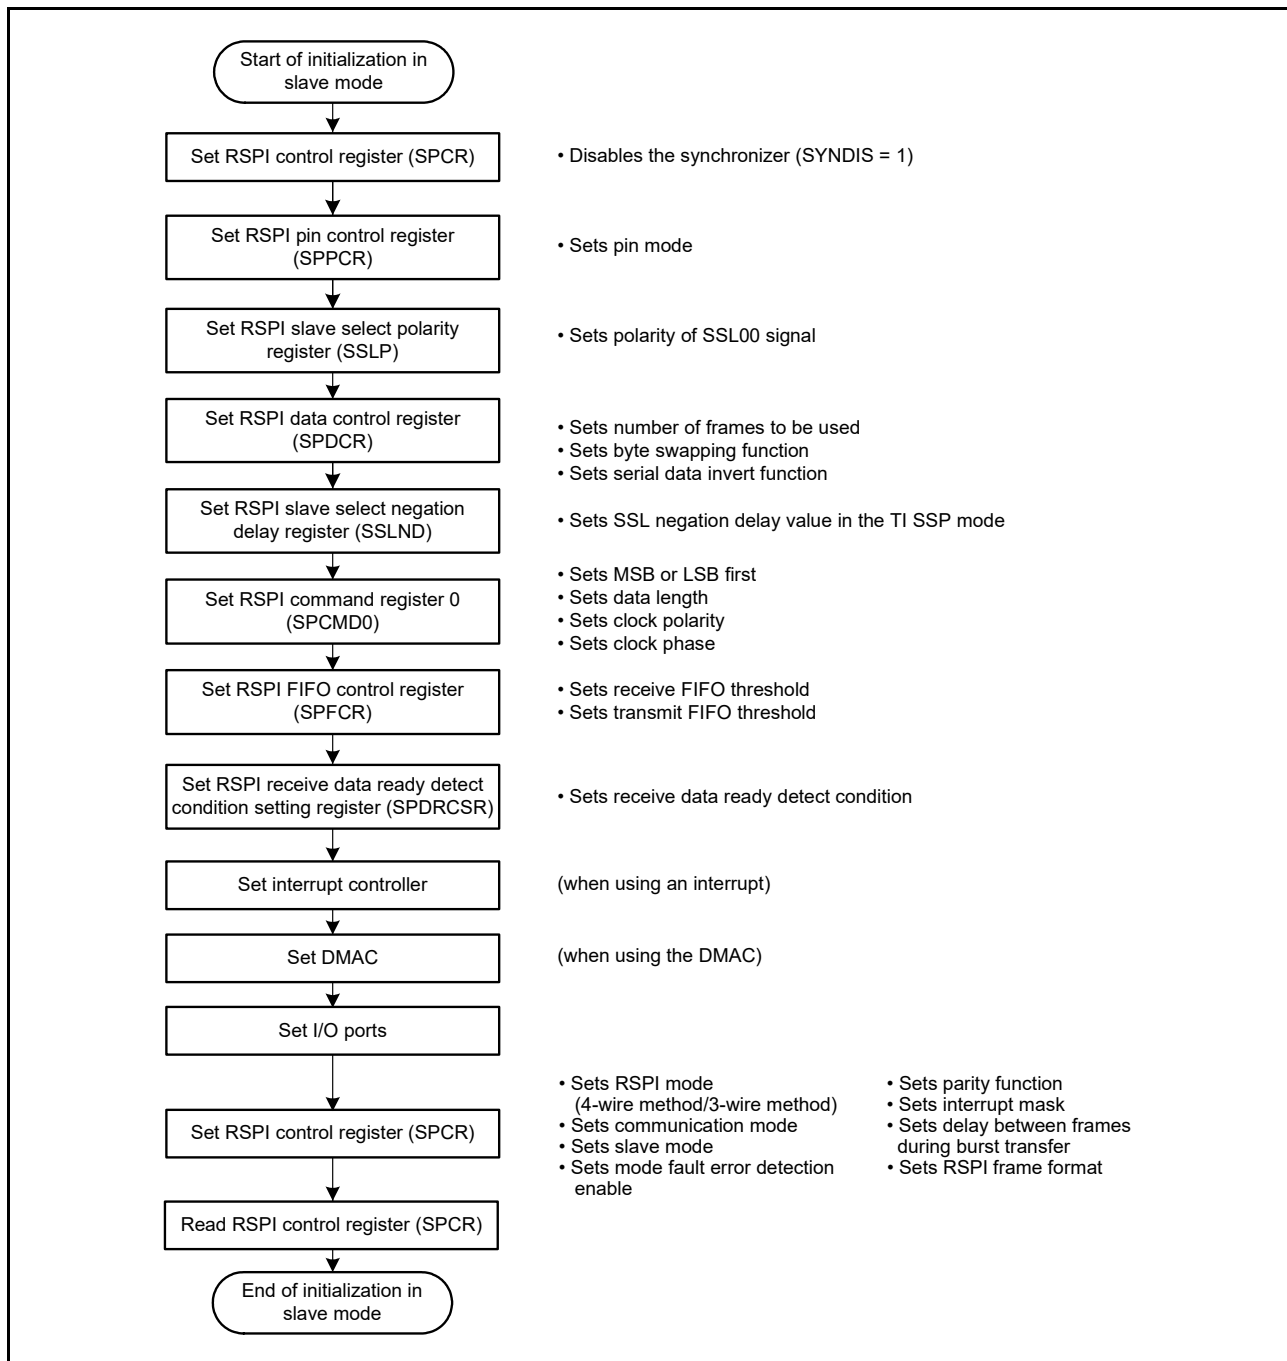 Start of initialization in
slave mode
Set RSPI control register (SPCR)
• Disables the synchronizer (SYNDIS = 1)
Set RSPI pin control register
(SPPCR)
• Sets pin mode
Set RSPI slave select polarity
register (SSLP)
• Sets polarity of SSL00 signal
Set RSPI data control register
(SPDCR)
• Sets number of frames to be used
• Sets byte swapping function
• Sets serial data invert function
Set RSPI slave select negation
delay register (SSLND)
• Sets SSL negation delay value in the TI SSP mode
Set RSPI command register 0
(SPCMD0)
• Sets MSB or LSB first
• Sets data length
• Sets clock polarity
• Sets clock phase
Set RSPI FIFO control register
(SPFCR)
• Sets receive FIFO threshold
• Sets transmit FIFO threshold
Set RSPI receive data ready detect
condition setting register (SPDRCSR)
• Sets receive data ready detect condition
Set interrupt controller
(when using an interrupt)
Set DMAC
(when using the DMAC)
Set I/O ports
Set RSPI control register (SPCR)
• Sets RSPI mode
(4-wire method/3-wire method)
• Sets communication mode
• Sets slave mode
• Sets mode fault error detection
enable
• Sets parity function
• Sets interrupt mask
• Sets delay between frames
during burst transfer
• Sets RSPI frame format
Read RSPI control register (SPCR)
End of initialization in
slave mode